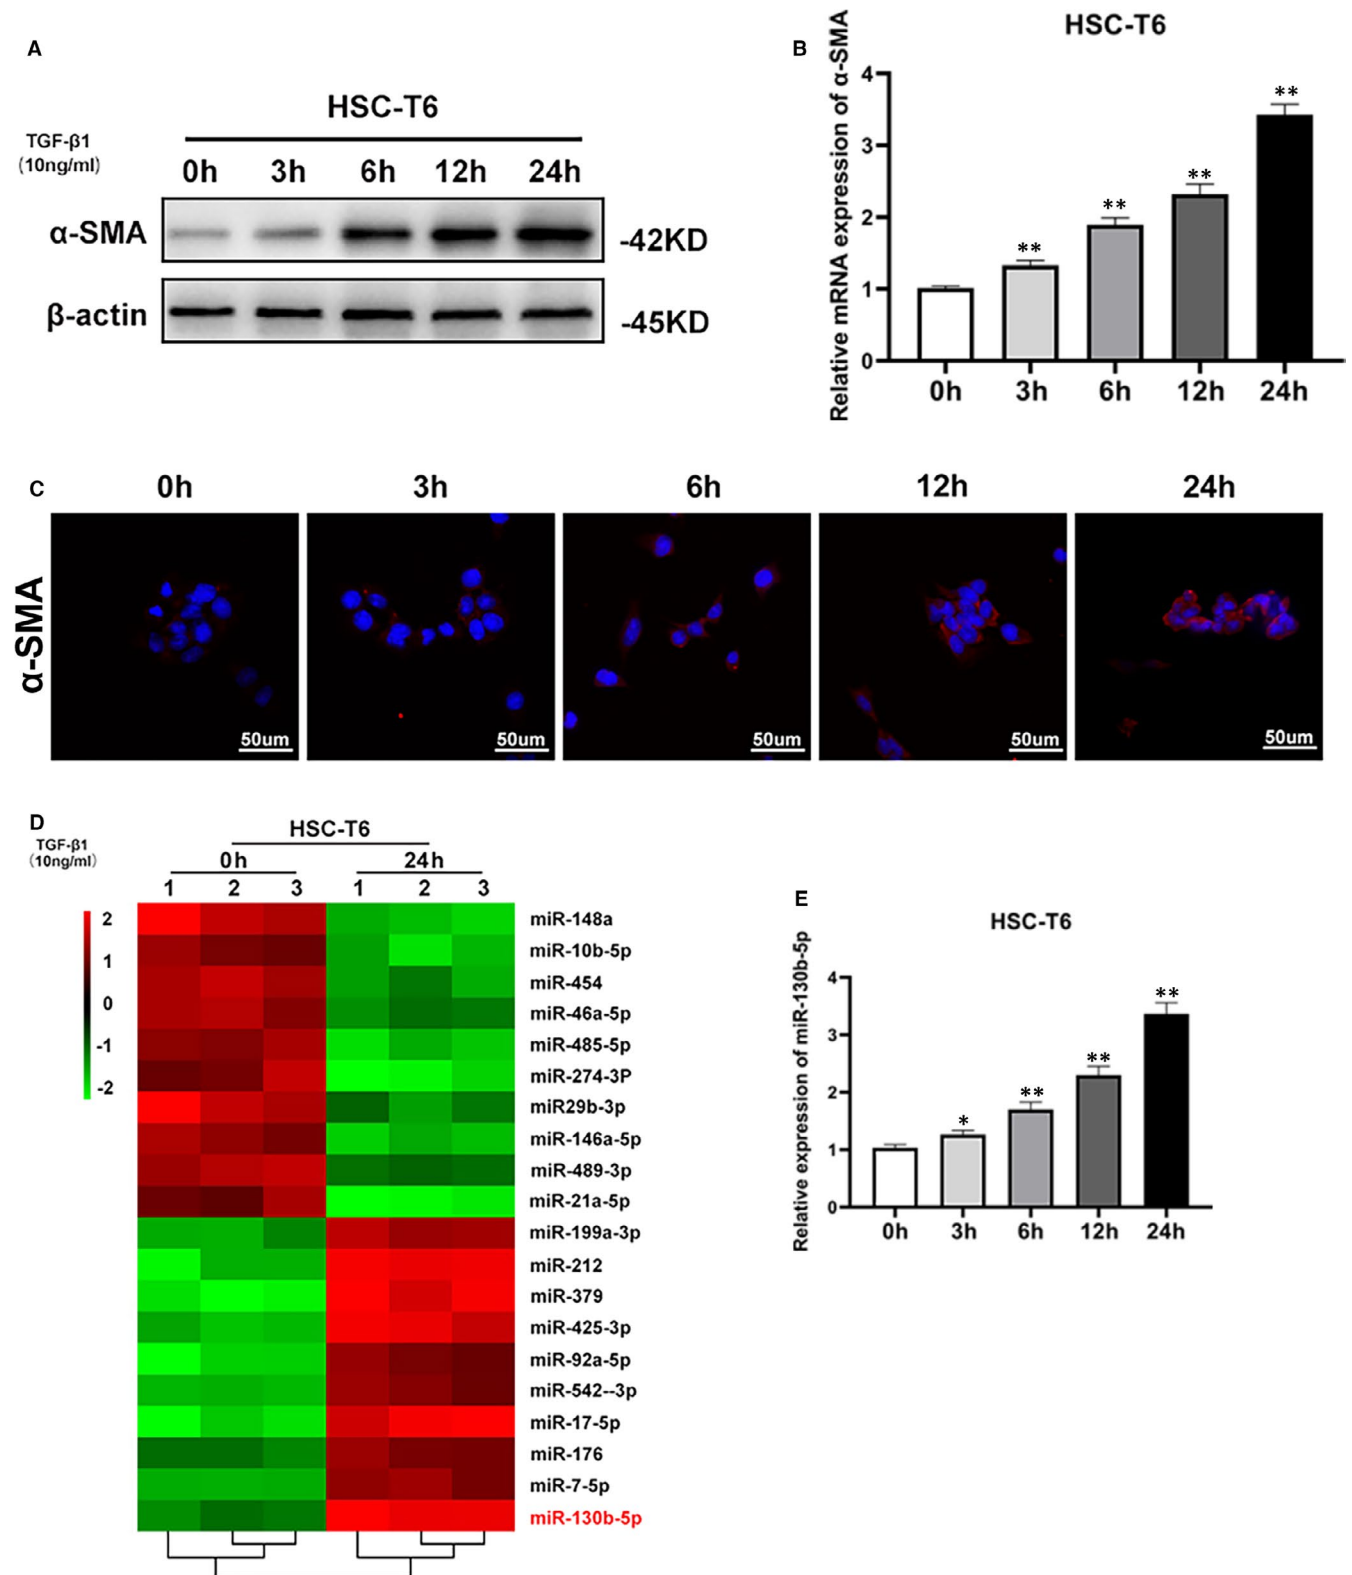 A
HSC-T6
TGF-β1
(10ng/ml)
0h 3h 6h 12h 24h
α-SMA
-42KD
β-actin
-45KD
B
HSC-T6
Relative mRNA expression of α-SMA
4
3
2
1
0
**
**
**
**
0h 3h 6h 12h 24h
C
0h 3h 6h 12h 24h
α-SMA
50um 50um 50um 50um 50um
D
TGF-β1
(10ng/ml)
HSC-T6
0h 24h
1 2 3 1 2 3
2
1
0
-1
-2
miR-148a
miR-10b-5p
miR-454
miR-46a-5p
miR-485-5p
miR-274-3P
miR29b-3p
miR-146a-5p
miR-489-3p
miR-21a-5p
miR-199a-3p
miR-212
miR-379
miR-425-3p
miR-92a-5p
miR-542--3p
miR-17-5p
miR-176
miR-7-5p
miR-130b-5p
E
HSC-T6
Relative expression of miR-130b-5p
4
3
2
1
0
*
**
**
**
0h 3h 6h 12h 24h